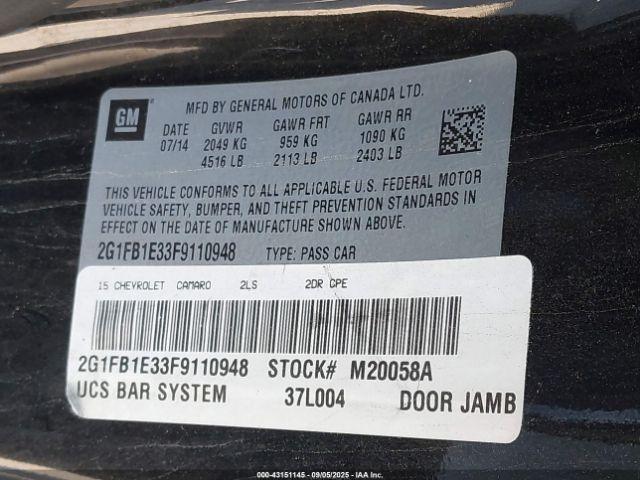 MFD BY GENERAL MOTORS OF CANADA LTD.
GM
DATE GVWR GAWR FRT GAWR RR
07/14 2049 KG 959 KG 1090 KG
4516 LB 2113 LB 2403 LB
THIS VEHICLE CONFORMS TO ALL APPLICABLE U.S. FEDERAL MOTOR
VEHICLE SAFETY, BUMPER, AND THEFT PREVENTION STANDARDS IN
EFFECT ON THE DATE OF MANUFACTURE SHOWN ABOVE.
2G1FB1E33F9110948 TYPE: PASS CAR
15 CHEVROLET CAMARO 2LS 2DR CPE
2G1FB1E33F9110948 STOCK# M20058A
UCS BAR SYSTEM 37L004 DOOR JAMB
000-43151145 - 09/05/2025 - IAA Inc.